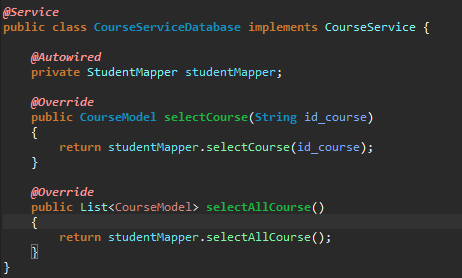 @Service
public class CourseServiceDatabase implements CourseService {
@Autowired
private StudentMapper studentMapper;
@Override
public CourseModel selectCourse(String id_course)
{
return studentMapper.selectCourse(id_course);
}
@Override
public List<CourseModel> selectAllCourse()
{
return studentMapper.selectAllCourse();
}
}